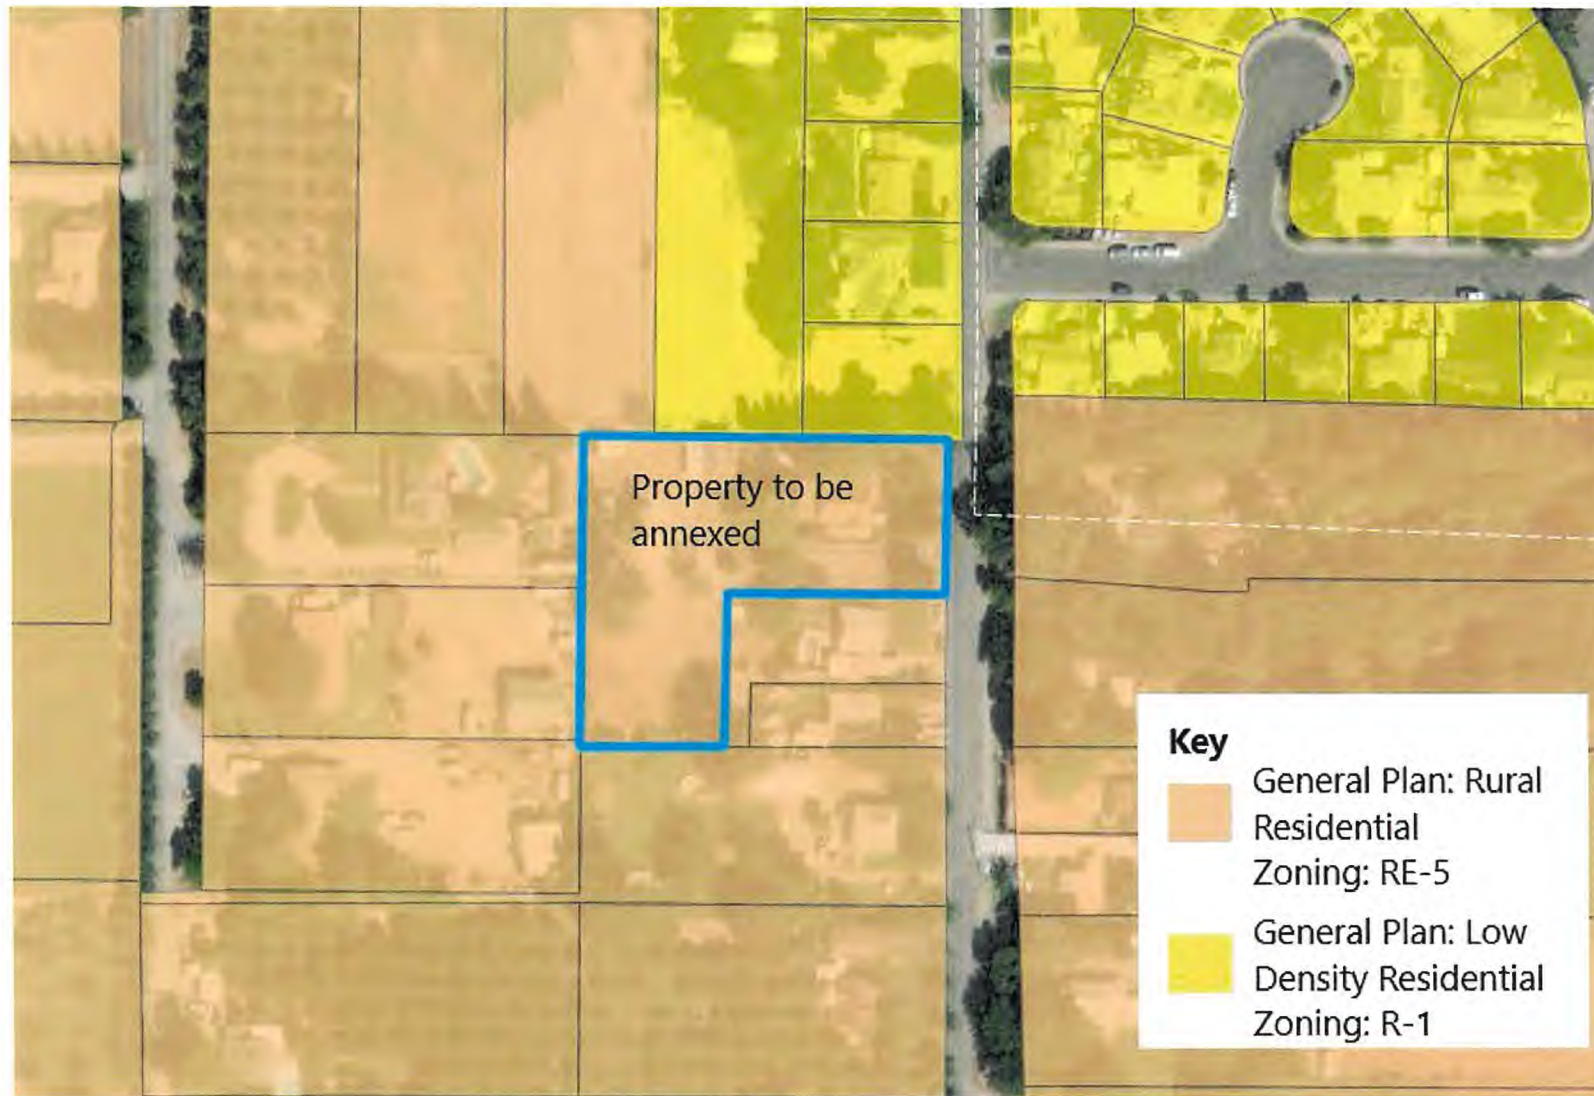 Property to be
annexed
Key
General Plan: Rural
Residential
Zoning: RE-5
General Plan: Low
Density Residential
Zoning: R-1